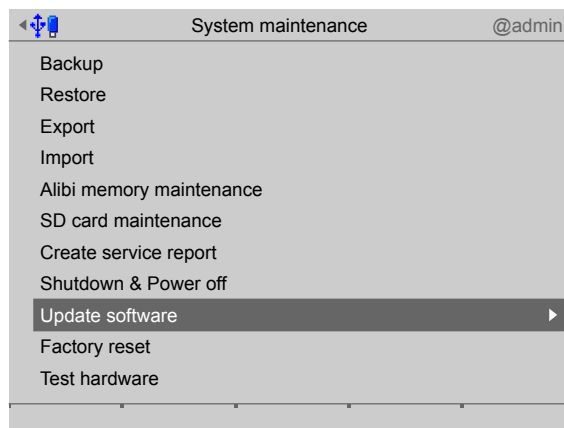 System maintenance @admin
Backup
Restore
Export
Import
Alibi memory maintenance
SD card maintenance
Create service report
Shutdown & Power off
Update software
Factory reset
Test hardware